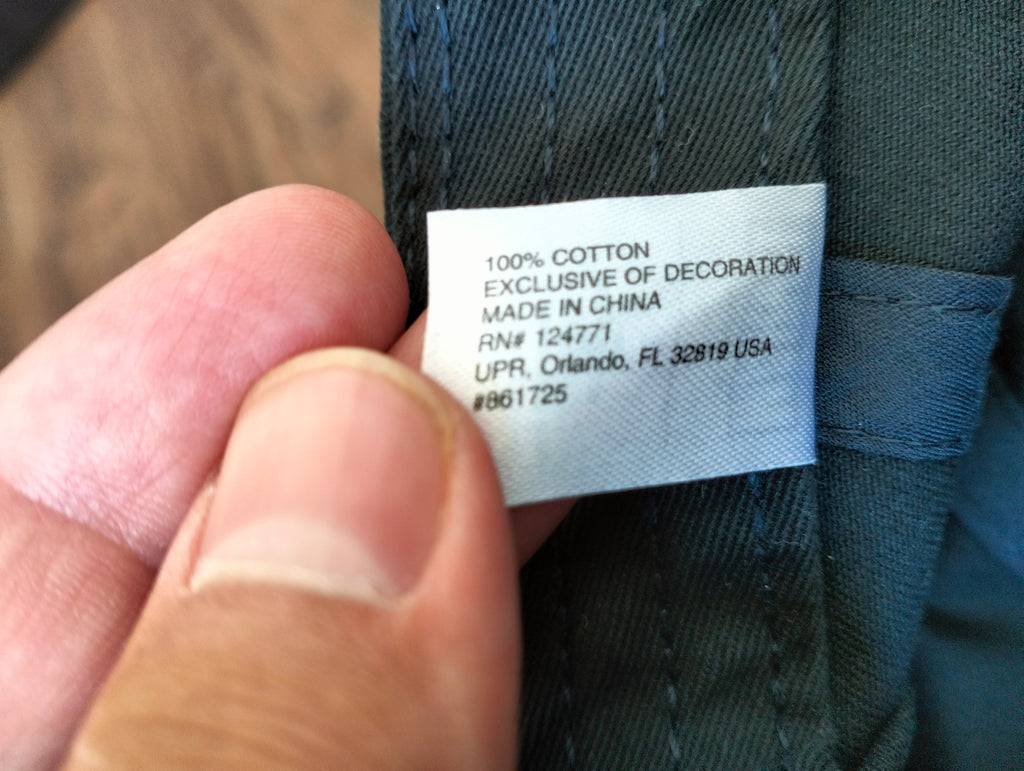 100% COTTON
EXCLUSIVE OF DECORATION
MADE IN CHINA
RN# 124771
UPR, Orlando, FL 32819 USA
#861725